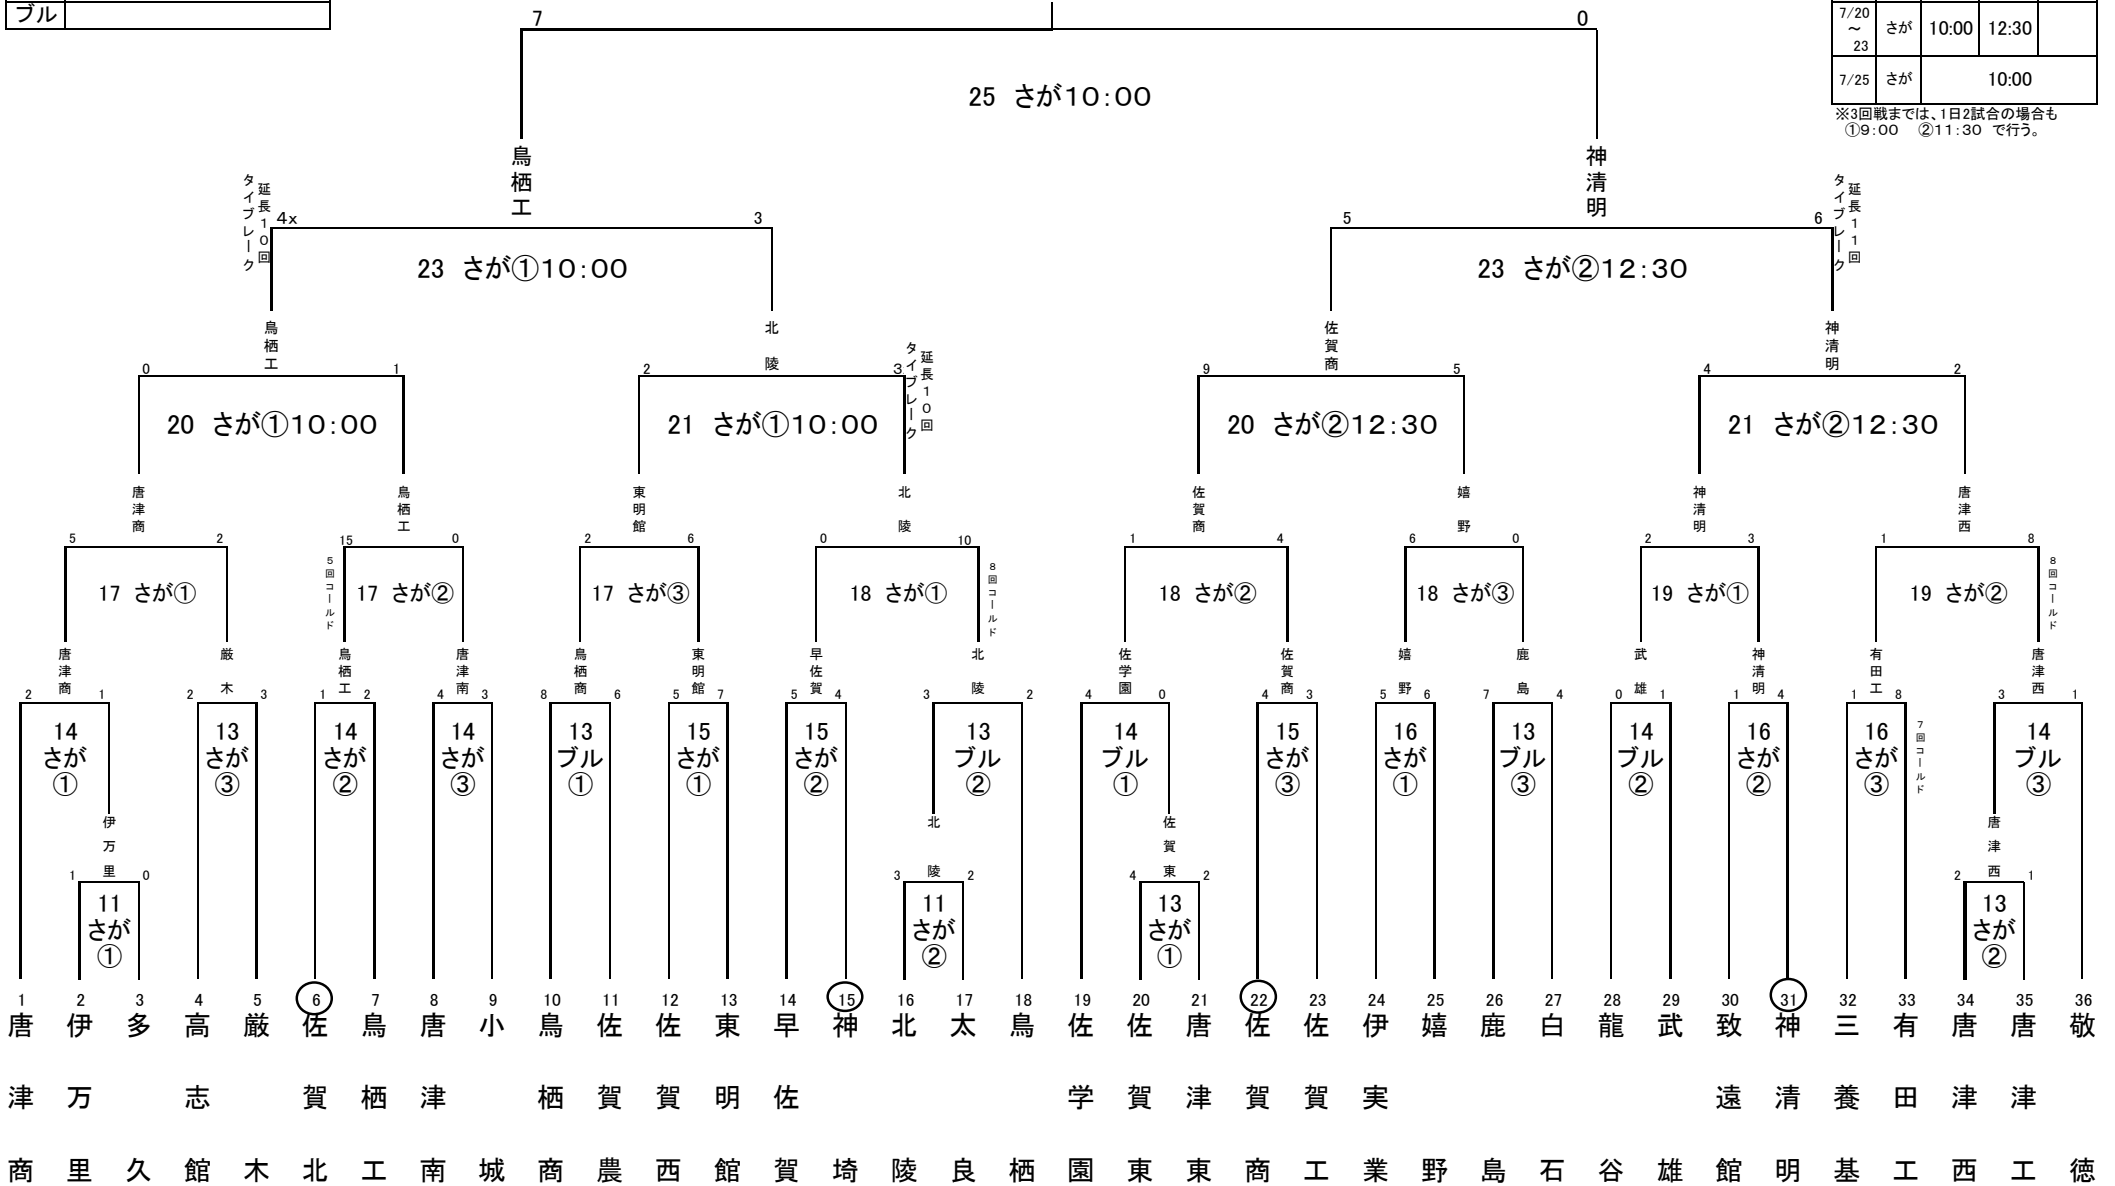 ブル
7/20 ～ 23 さが 10:00 12:30
7/25 さが 10:00
※3回戦までは、1日2試合の場合も
①9:00 ②11:30 で行う。
7 0
25 さが10:00
鳥栖工 神清明
延長10回 タイブレーク 4x 3 5 6 延長11回 タイブレーク
23 さが①10:00 23 さが②12:30
鳥栖工 北陵 佐賀商 神清明
0 1 2 3 延長10回 タイブレーク 9 5 4 2
20 さが①10:00 21 さが①10:00 20 さが②12:30 21 さが②12:30
唐津商 鳥栖工 東明館 北陵 佐賀商 嬉野 神清明 唐津西
5 2 15 0 2 6 0 10 1 4 6 0 2 3 1 8
5回コールド 8回コールド 8回コールド
17 さが① 17 さが② 17 さが③ 18 さが① 18 さが② 18 さが③ 19 さが① 19 さが②
唐津商 厳木 鳥栖工 唐津南 鳥栖商 東明館 早佐賀 北陵 佐学園 佐賀商 嬉野 鹿島 武雄 神清明 有田工 唐津西
2 1 2 3 1 2 4 3 8 6 5 7 5 4 3 2 4 0 4 3 5 6 7 4 0 1 1 4 1 8 3 1
14 さが① 13 さが③ 14 さが② 14 さが③ 13 ブル① 15 さが① 15 さが② 13 ブル② 14 ブル① 15 さが③ 16 さが① 13 ブル③ 14 ブル② 16 さが② 16 さが③ 7回コールド 14 ブル③
伊万里 北陵 佐賀東 唐津西
1 0 3 2 4 2 2 1
11 さが① 11 さが② 13 さが① 13 さが②
1 2 3 4 5 6 7 8 9 10 11 12 13 14 15 16 17 18 19 20 21 22 23 24 25 26 27 28 29 30 31 32 33 34 35 36
唐津商 伊万里 多久 高志館 厳木 佐賀北 鳥栖工 唐津南 小城 鳥栖商 佐賀農 佐賀西 東明館 早佐賀 神埼 北陵 太良 鳥栖 佐学園 佐賀東 唐津東 佐賀商 佐賀工 伊実業 嬉野 鹿島 白石 龍谷 武雄 致遠館 神清明 三養基 有田工 唐津西 唐津工 敬徳